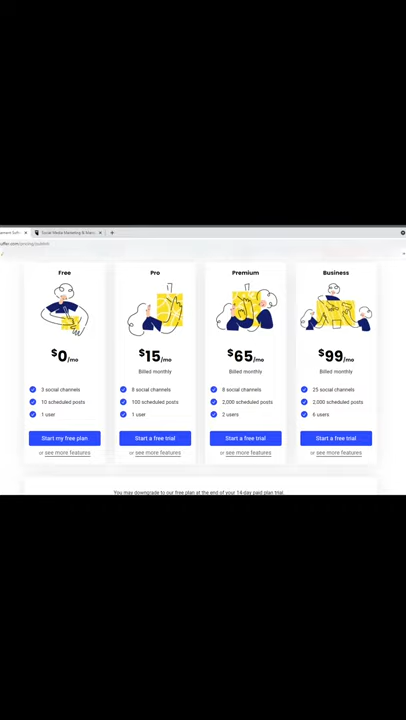 Social Media Marketing & Mana
uffer.com/pricing/publish
Free
Pro
Premium
Business
$0/mo
$15/mo
$65/mo
$99/mo
Billed monthly
Billed monthly
Billed monthly
3 social channels
8 social channels
8 social channels
25 social channels
10 scheduled posts
100 scheduled posts
2,000 scheduled posts
2,000 scheduled posts
1 user
1 user
2 users
6 users
Start my free plan
Start a free trial
Start a free trial
Start a free trial
or see more features
or see more features
or see more features
or see more features
You may downgrade to our free plan at the end of your 14-day paid plan trial.